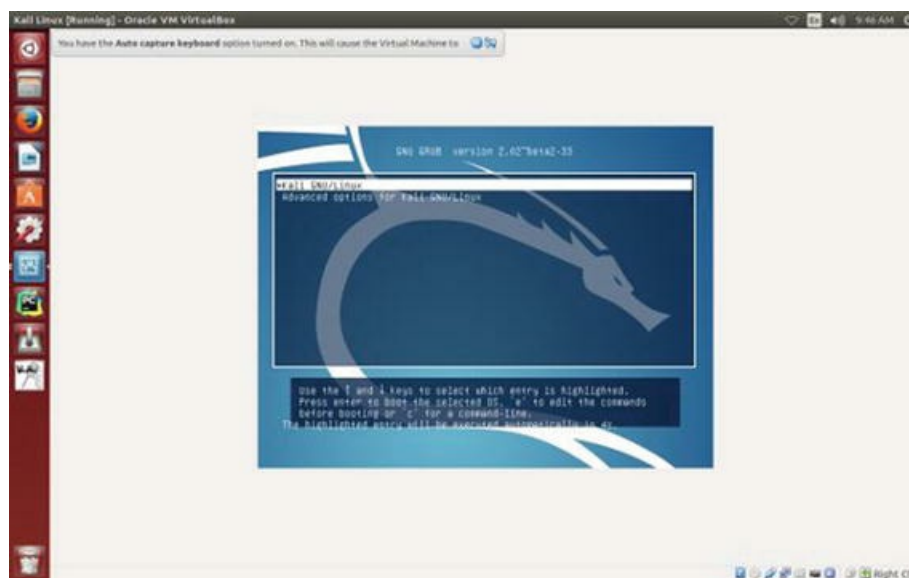 Kali Linux [Running] - Oracle VM VirtualBox
En 9:46 AM
You have the Auto capture keyboard option turned on. This will cause the Virtual Machine to
GNU GRUB version 2.02~beta2-33
*Kali GNU/Linux
Advanced options for Kali GNU/Linux
Use the ↑ and ↓ keys to select which entry is highlighted.
Press enter to boot the selected OS, `e' to edit the commands
before booting or `c' for a command-line.
The highlighted entry will be executed automatically in 4s.
Right C